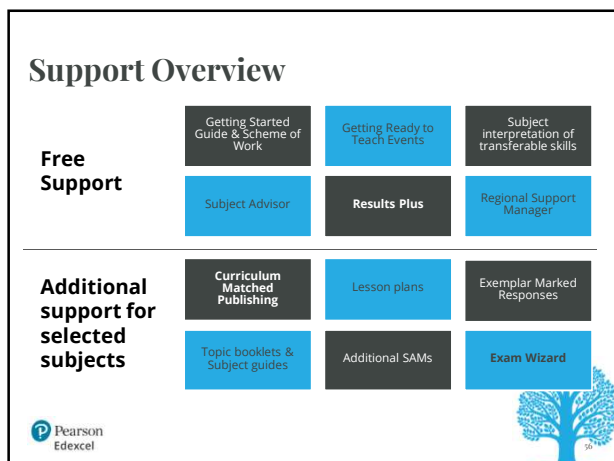 Support Overview
Free
Support
Getting Started
Guide & Scheme of
Work
Getting Ready to
Teach Events
Subject
interpretation of
transferable skills
Subject Advisor
Results Plus
Regional Support
Manager
Additional
support for
selected
subjects
Curriculum
Matched
Publishing
Lesson plans
Exemplar Marked
Responses
Topic booklets &
Subject guides
Additional SAMs
Exam Wizard
P Pearson
Edexcel
56